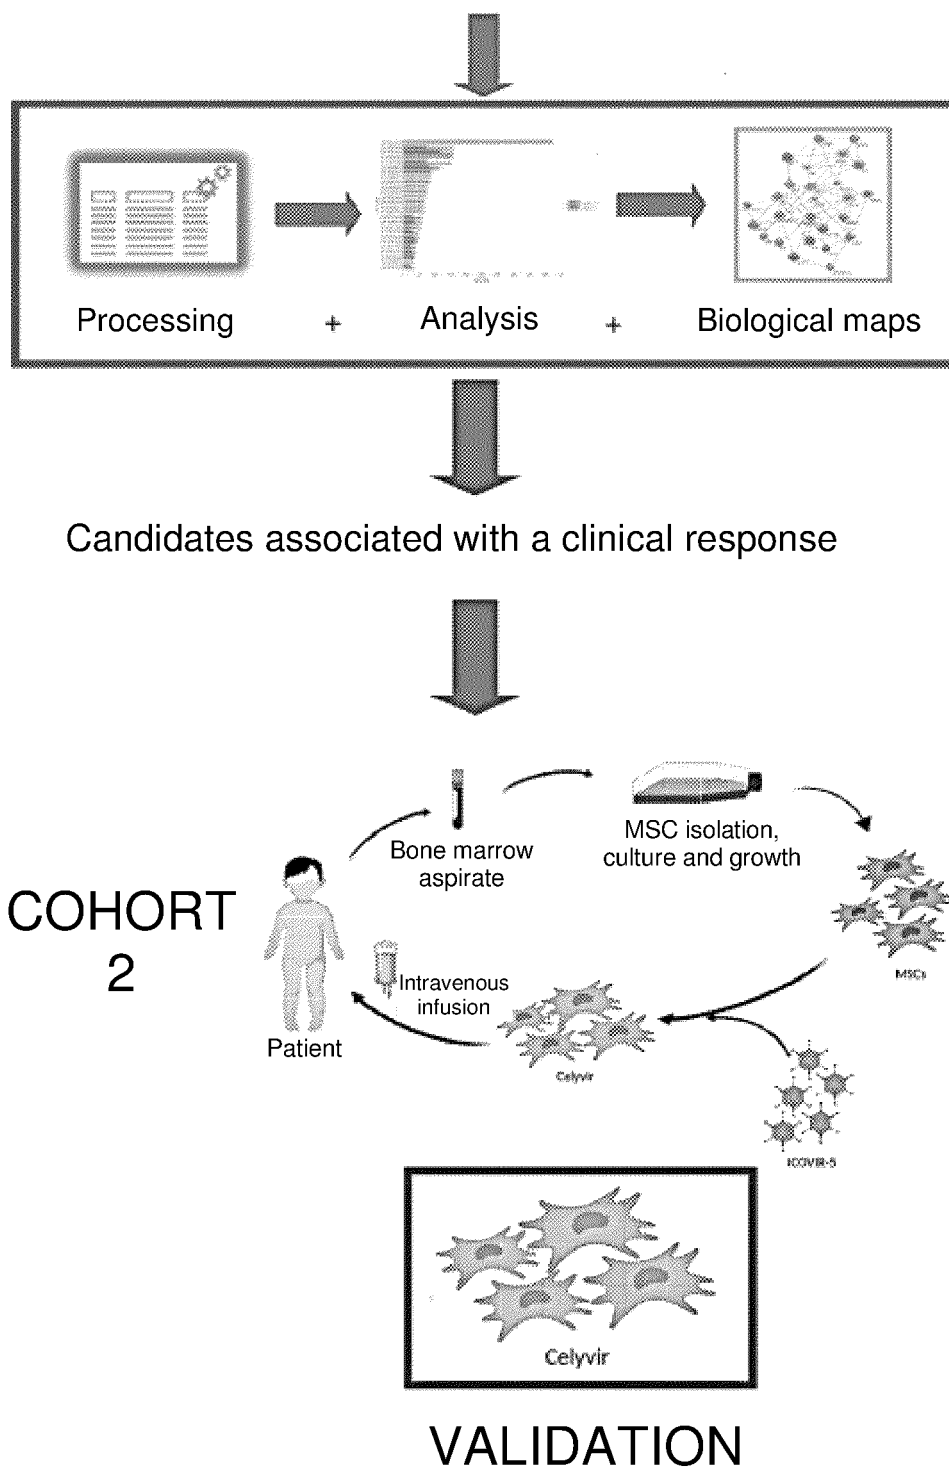 Processing + Analysis + Biological maps
Candidates associated with a clinical response
Bone marrow
aspirate
MSC isolation,
culture and growth
MSCs
COHORT
2
Intravenous
infusion
Patient
Celyvir
ICOVIR-5
Celyvir
VALIDATION